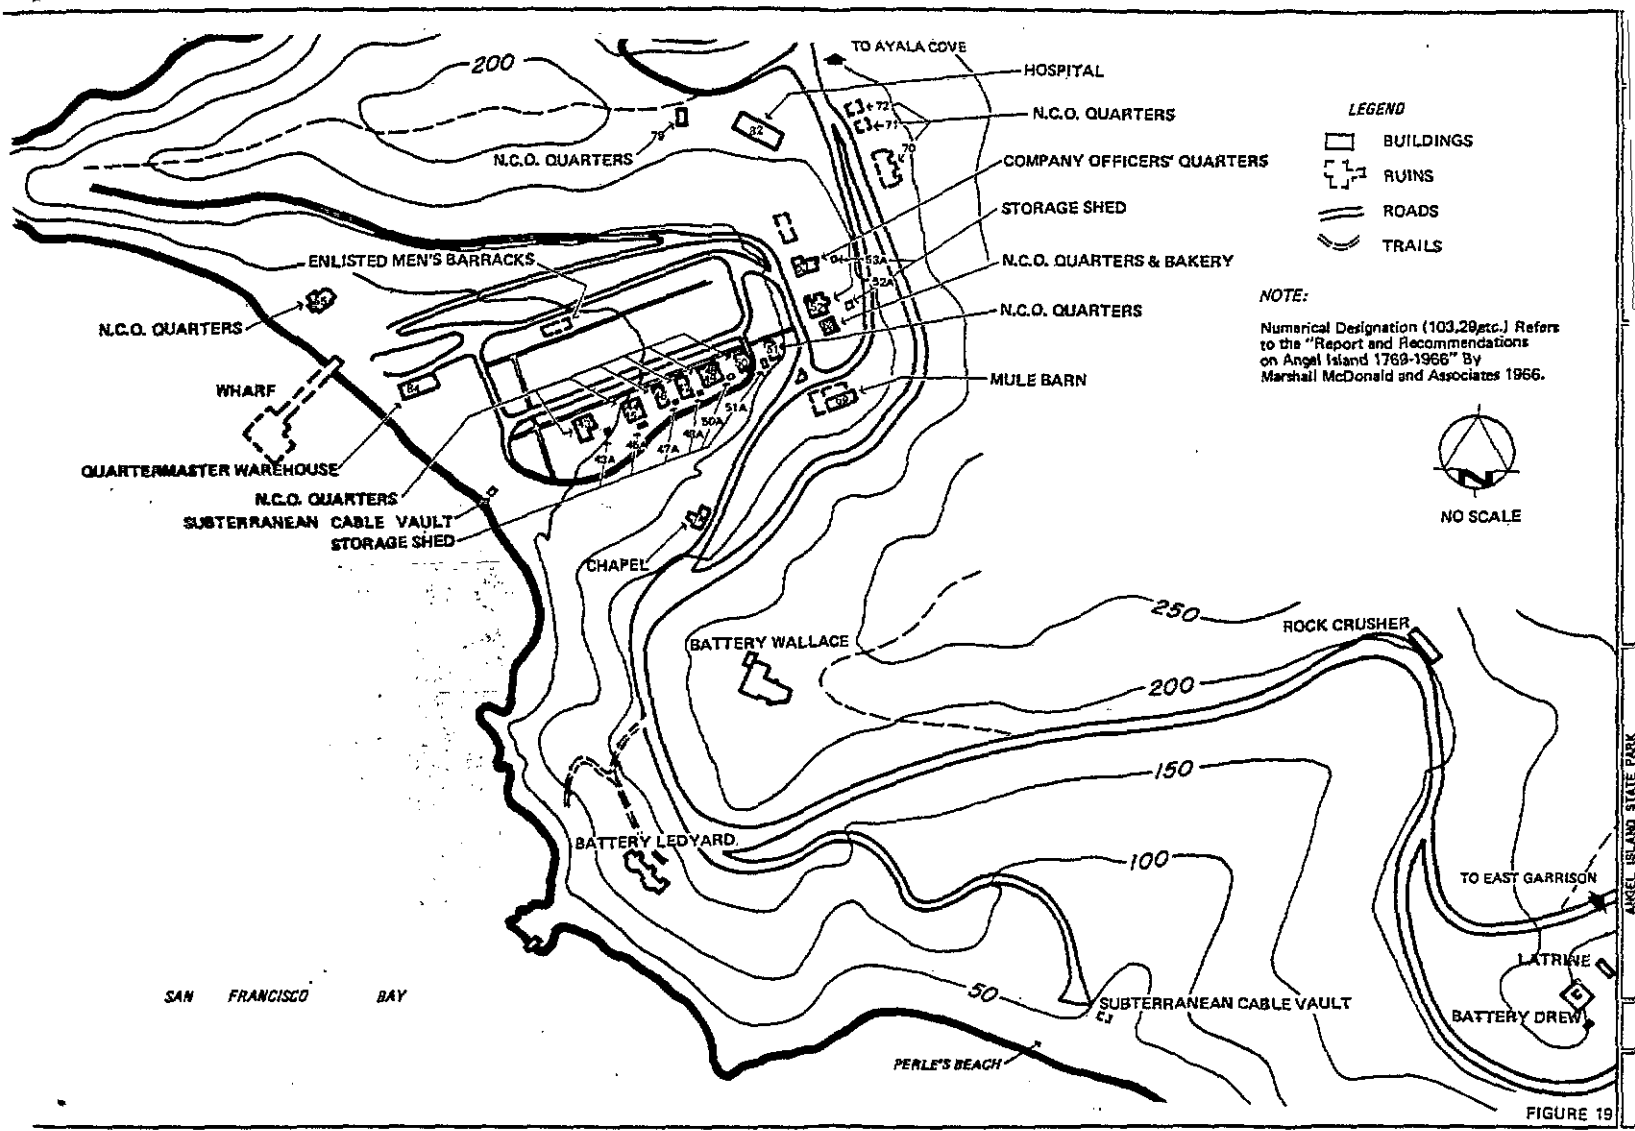 200
TO AYALA COVE
HOSPITAL
82
79
N.C.O. QUARTERS
72
71
70
N.C.O. QUARTERS
COMPANY OFFICERS' QUARTERS
STORAGE SHED
53A
52A
N.C.O. QUARTERS & BAKERY
N.C.O. QUARTERS
ENLISTED MEN'S BARRACKS
N.C.O. QUARTERS
WHARF
84
51A
50A
48A
47A
46A
43A
MULE BARN
QUARTERMASTER WAREHOUSE
N.C.O. QUARTERS
SUBTERRANEAN CABLE VAULT
STORAGE SHED
CHAPEL
LEGEND
BUILDINGS
RUINS
ROADS
TRAILS
NOTE:
Numerical Designation (103,29,etc.) Refers
to the "Report and Recommendations
on Angel Island 1769-1966" By
Marshall McDonald and Associates 1966.
N
NO SCALE
250
ROCK CRUSHER
BATTERY WALLACE
200
150
BATTERY LEDYARD
100
TO EAST GARRISON
LATRINE
50
SUBTERRANEAN CABLE VAULT
BATTERY DREW
SAN FRANCISCO BAY
PERLE'S BEACH
ANGEL ISLAND STATE PARK
FIGURE 19